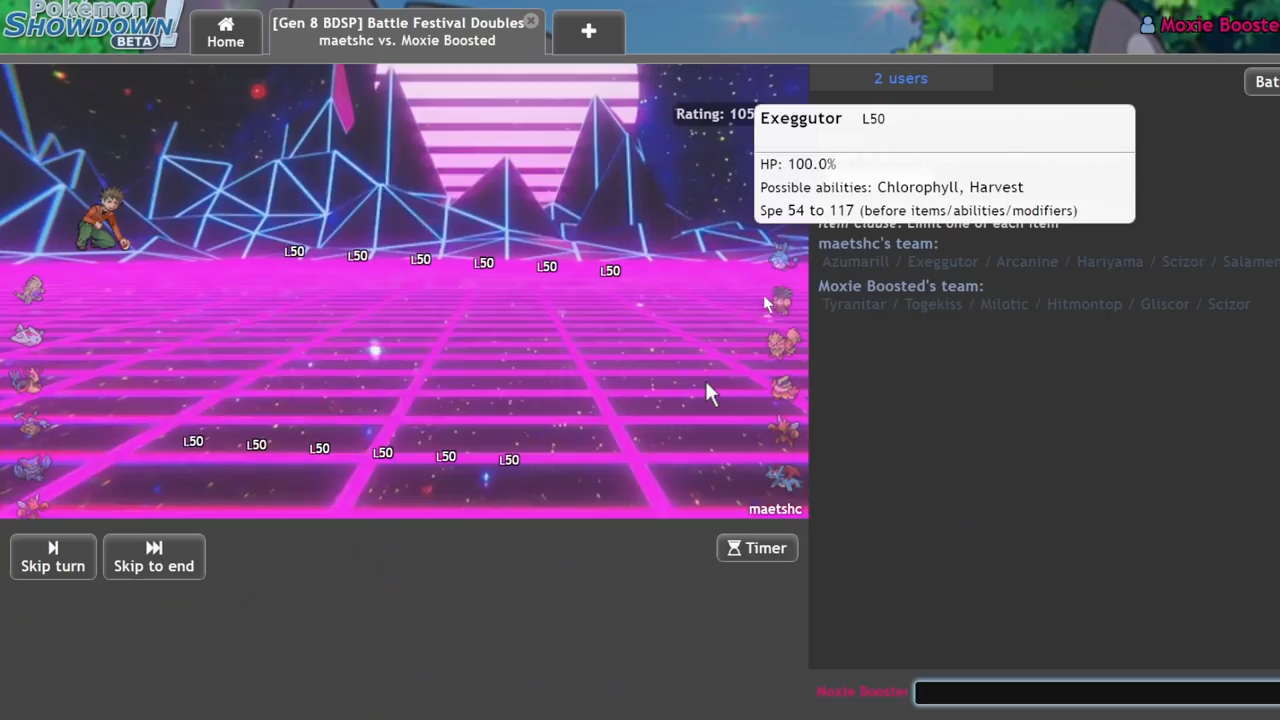 Pokémon
SHOWDOWN!
BETA
Home
[Gen 8 BDSP] Battle Festival Doubles
maetshc vs. Moxie Boosted
Moxie Booste
2 users
Bat
Rating: 105
Exeggutor L50
HP: 100.0%
Possible abilities: Chlorophyll, Harvest
Spe 54 to 117 (before items/abilities/modifiers)
Item Clause: Limit one of each item
maetshc's team:
Azumarill / Exeggutor / Arcanine / Hariyama / Scizor / Salamen
Moxie Boosted's team:
Tyranitar / Togekiss / Milotic / Hitmontop / Gliscor / Scizor
L50 L50 L50 L50 L50 L50
L50 L50 L50 L50 L50 L50
maetshc
Skip turn
Skip to end
Timer
Moxie Booste